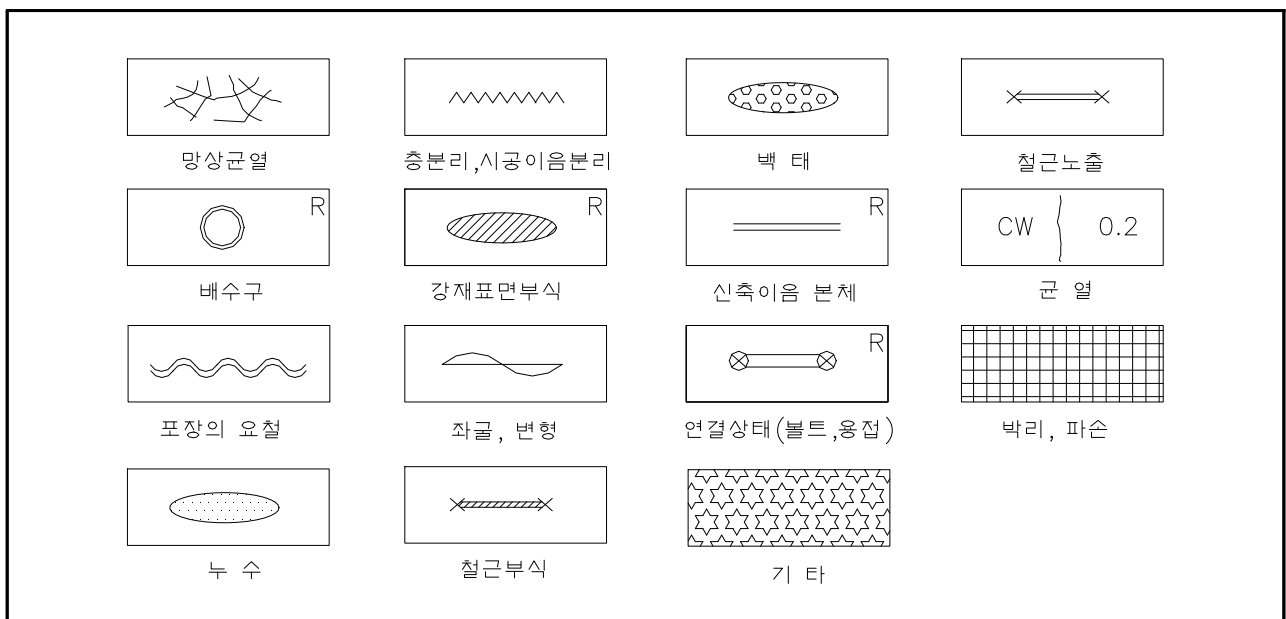 망상균열
층분리,시공이음분리
백 태
철근노출
R
배수구
R
강재표면부식
R
신축이음 본체
CW 0.2
균 열
포장의 요철
좌굴, 변형
R
연결상태(볼트,용접)
박리, 파손
누 수
철근부식
기 타